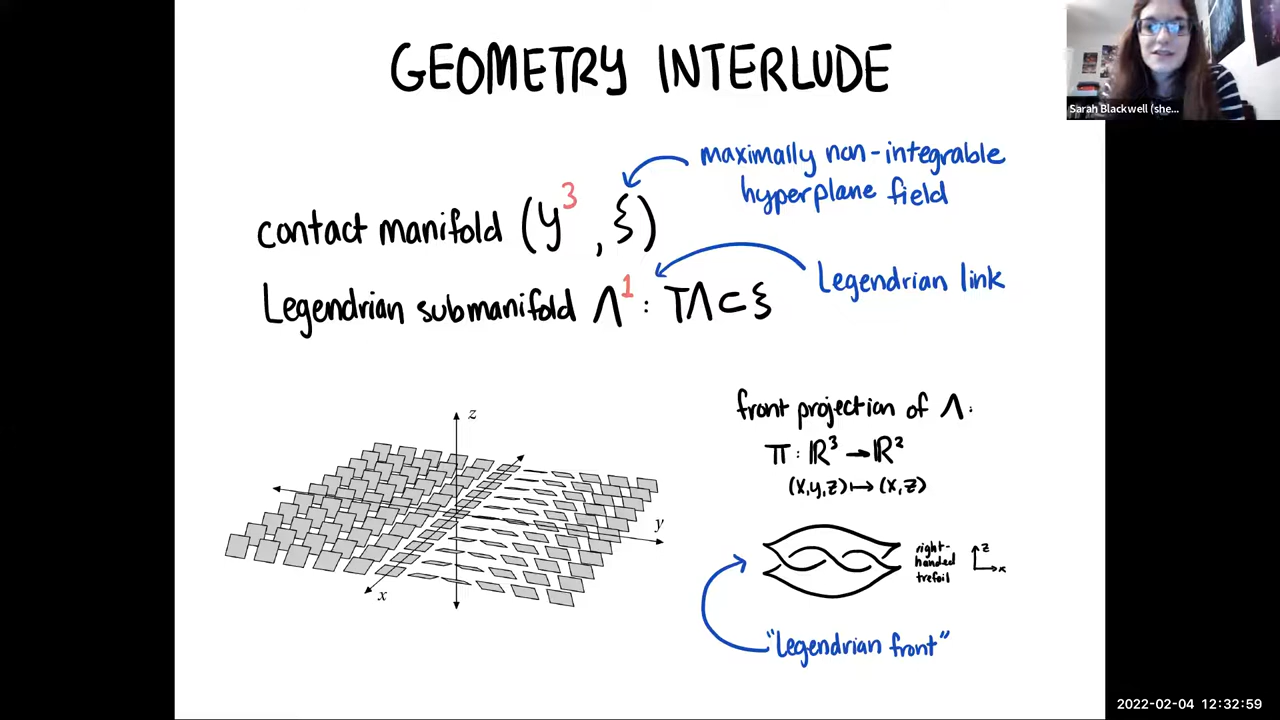 GEOMETRY INTERLUDE
Sarah Blackwell (she...
maximally non-integrable
hyperplane field
contact manifold (Y³, ξ)
Legendrian submanifold Λ¹ : TΛ⊂ξ
Legendrian link
front projection of Λ:
π : ℝ³ → ℝ²
(x,y,z) ↦ (x,z)
z
y
x
right-
handed
trefoil
z
x
"Legendrian front"
2022-02-04 12:32:59